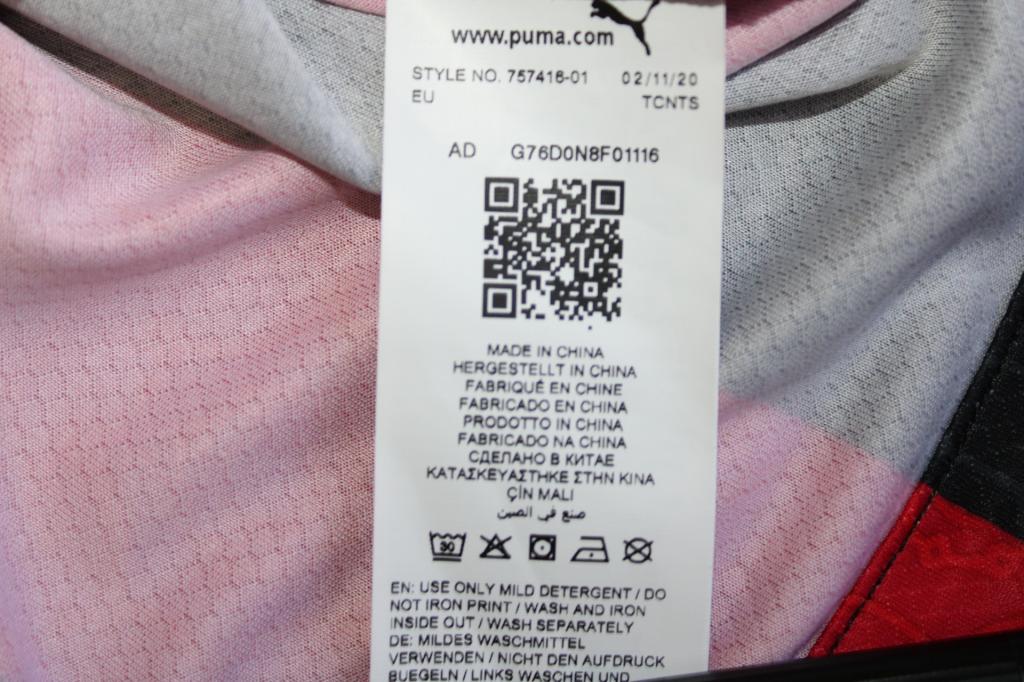 www.puma.com
STYLE NO. 757416-01 02/11/20
EU TCNTS
AD G76D0N8F01116
MADE IN CHINA
HERGESTELLT IN CHINA
FABRIQUÉ EN CHINE
FABRICADO EN CHINA
PRODOTTO IN CHINA
FABRICADO NA CHINA
СДЕЛАНО В КИТАЕ
ΚΑΤΑΣΚΕΥΑΣΤΗΚΕ ΣΤΗΝ ΚΙΝΑ
ÇİN MALI
صنع في الصين
30
EN: USE ONLY MILD DETERGENT / DO
NOT IRON PRINT / WASH AND IRON
INSIDE OUT / WASH SEPARATELY
DE: MILDES WASCHMITTEL
VERWENDEN / NICHT DEN AUFDRUCK
BUEGELN / LINKS WASCHEN UND